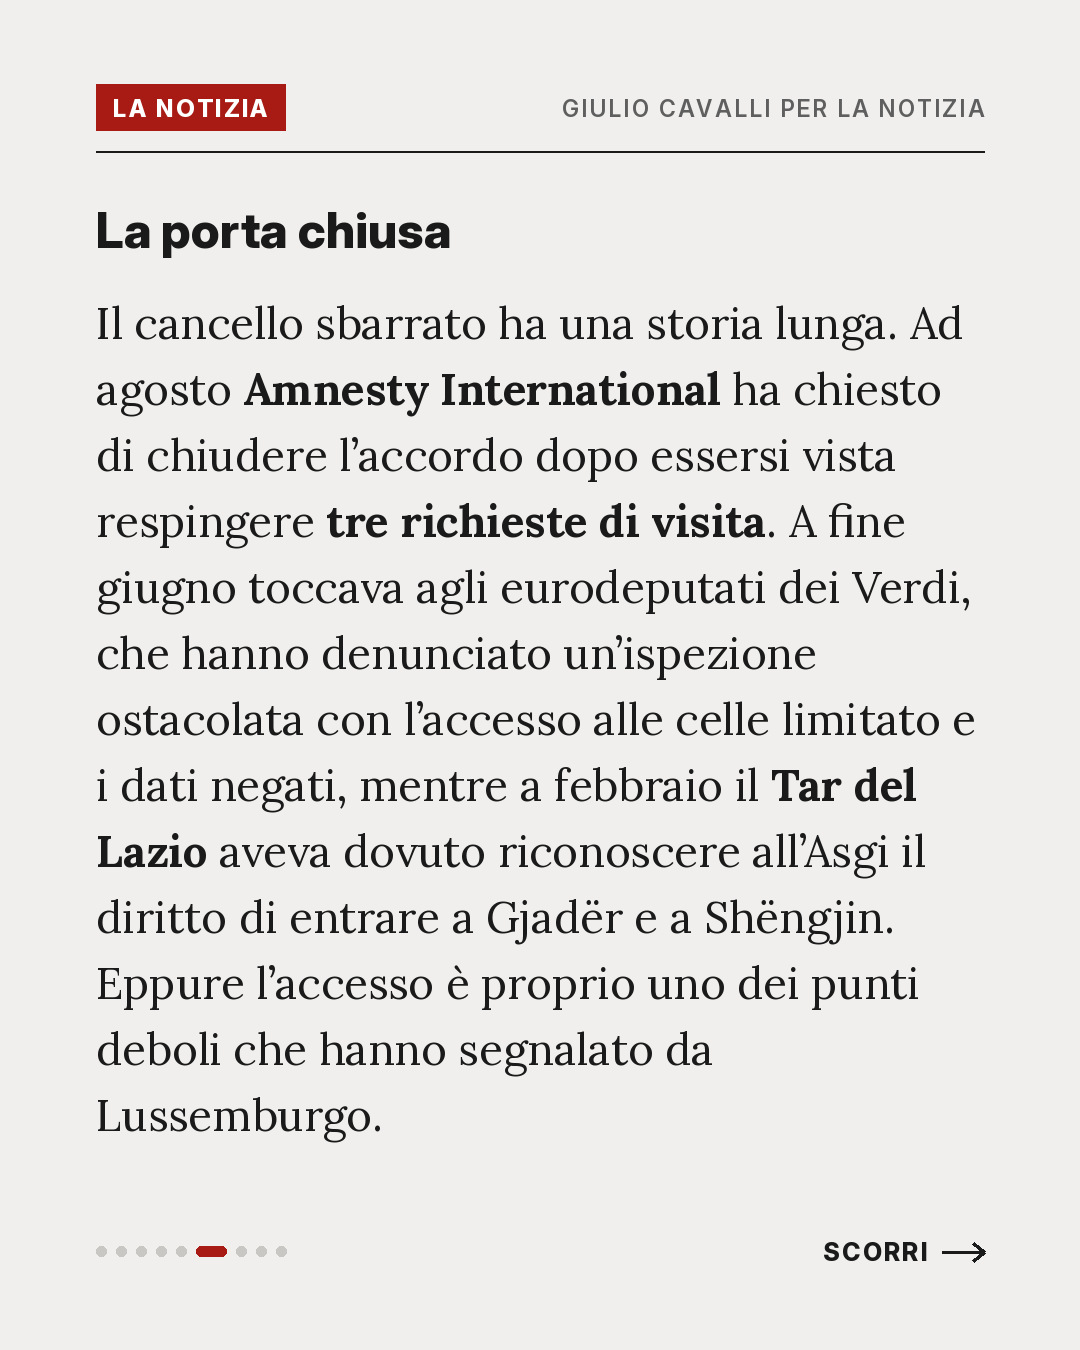 LA NOTIZIA
GIULIO CAVALLI PER LA NOTIZIA
La porta chiusa
Il cancello sbarrato ha una storia lunga. Ad
agosto Amnesty International ha chiesto
di chiudere l’accordo dopo essersi vista
respingere tre richieste di visita. A fine
giugno toccava agli eurodeputati dei Verdi,
che hanno denunciato un’ispezione
ostacolata con l’accesso alle celle limitato e
i dati negati, mentre a febbraio il Tar del
Lazio aveva dovuto riconoscere all’Asgi il
diritto di entrare a Gjadër e a Shëngjin.
Eppure l’accesso è proprio uno dei punti
deboli che hanno segnalato da
Lussemburgo.
SCORRI →